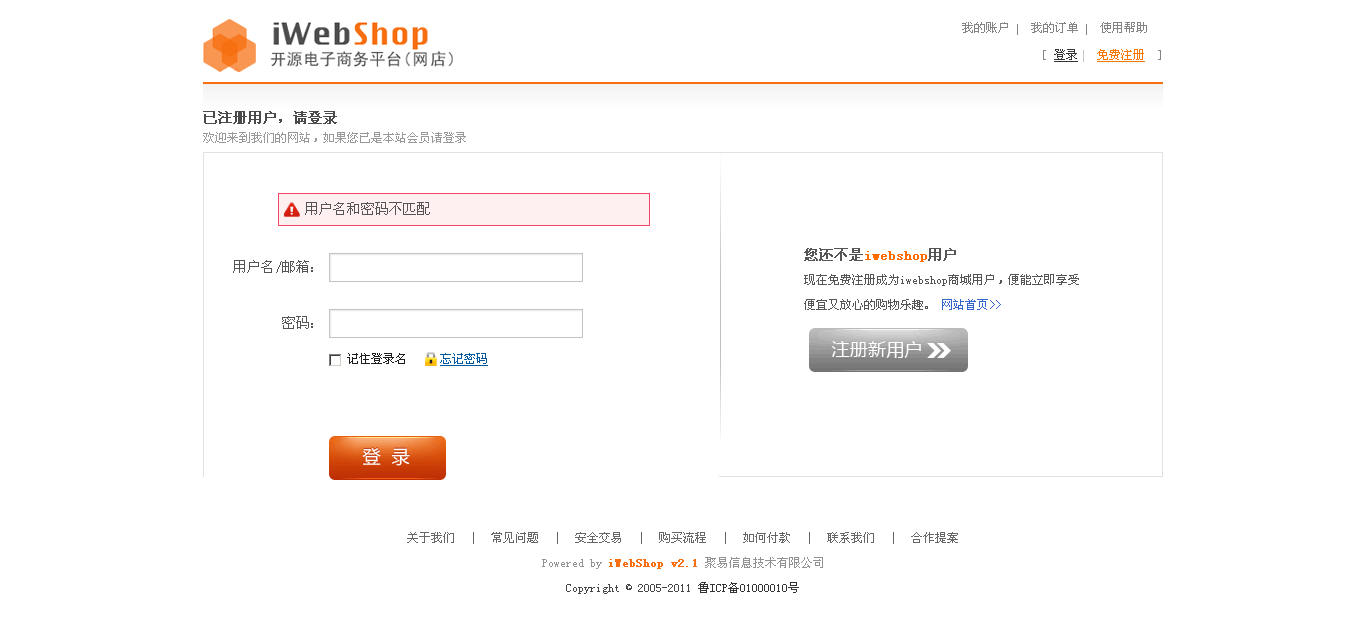 iWebShop
开源电子商务平台(网店)
我的账户 | 我的订单 | 使用帮助
[ 登录 | 免费注册 ]
已注册用户，请登录
欢迎来到我们的网站，如果您已是本站会员请登录
用户名和密码不匹配
用户名/邮箱：
密码：
记住登录名 忘记密码
登 录
您还不是iwebshop用户
现在免费注册成为iwebshop商城用户，便能立即享受
便宜又放心的购物乐趣。 网站首页>>
注册新用户
关于我们 | 常见问题 | 安全交易 | 购买流程 | 如何付款 | 联系我们 | 合作提案
Powered by iWebShop v2.1 聚易信息技术有限公司
Copyright © 2005-2011 鲁ICP备01000010号